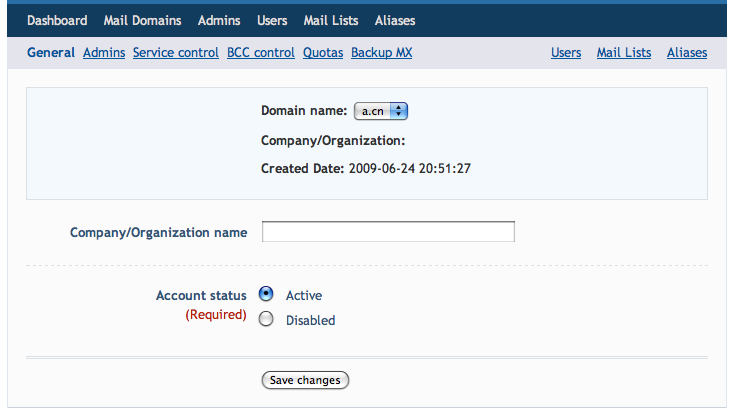 Dashboard Mail Domains Admins Users Mail Lists Aliases
General Admins Service control BCC control Quotas Backup MX Users Mail Lists Aliases
Domain name: a.cn
Company/Organization:
Created Date: 2009-06-24 20:51:27
Company/Organization name
Account status Active
(Required)
Disabled
Save changes